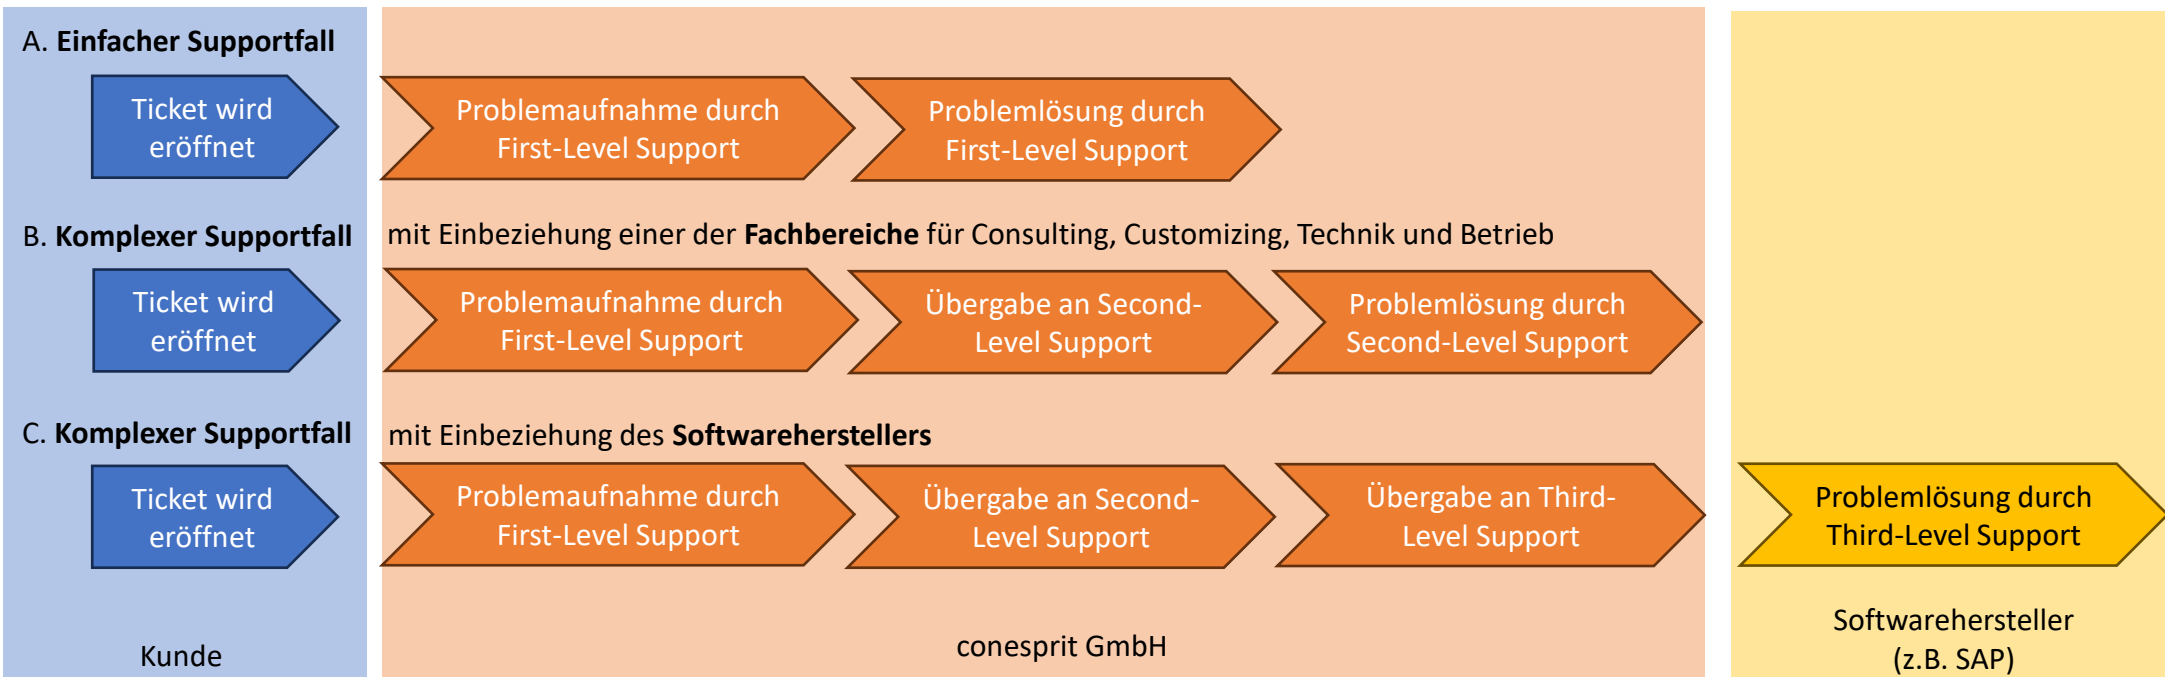 A. Einfacher Supportfall
Ticket wird
eröffnet
Problemaufnahme durch
First-Level Support
Problemlösung durch
First-Level Support
B. Komplexer Supportfall
mit Einbeziehung einer der Fachbereiche für Consulting, Customizing, Technik und Betrieb
Ticket wird
eröffnet
Problemaufnahme durch
First-Level Support
Übergabe an Second-
Level Support
Problemlösung durch
Second-Level Support
C. Komplexer Supportfall
mit Einbeziehung des Softwareherstellers
Ticket wird
eröffnet
Problemaufnahme durch
First-Level Support
Übergabe an Second-
Level Support
Übergabe an Third-
Level Support
Problemlösung durch
Third-Level Support
Kunde
conesprit GmbH
Softwarehersteller
(z.B. SAP)